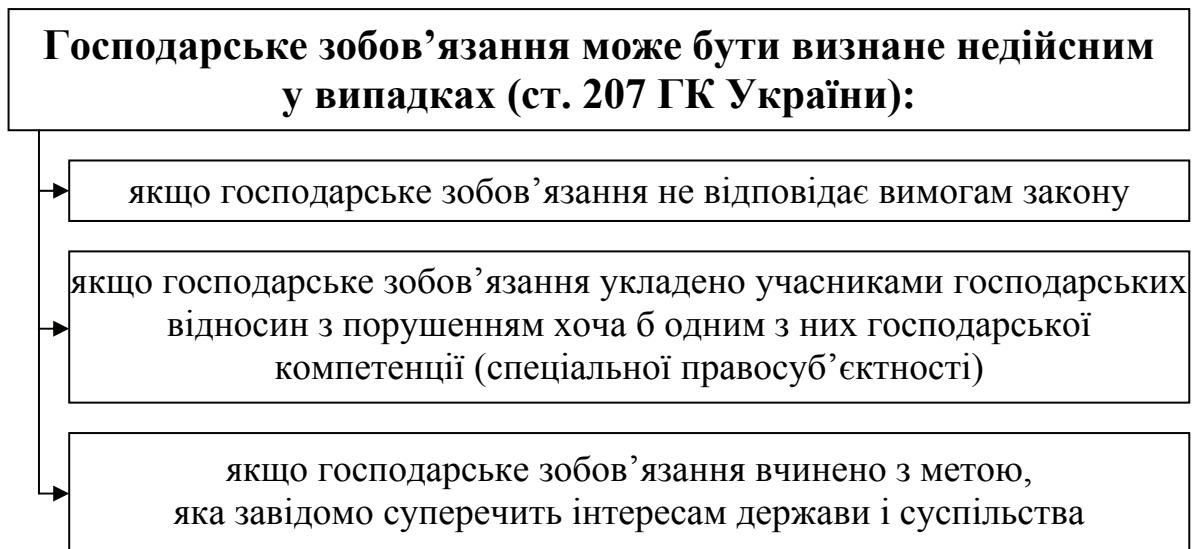 Господарське зобов’язання може бути визнане недійсним
у випадках (ст. 207 ГК України):
якщо господарське зобов’язання не відповідає вимогам закону
якщо господарське зобов’язання укладено учасниками господарських
відносин з порушенням хоча б одним з них господарської
компетенції (спеціальної правосуб’єктності)
якщо господарське зобов’язання вчинено з метою,
яка завідомо суперечить інтересам держави і суспільства